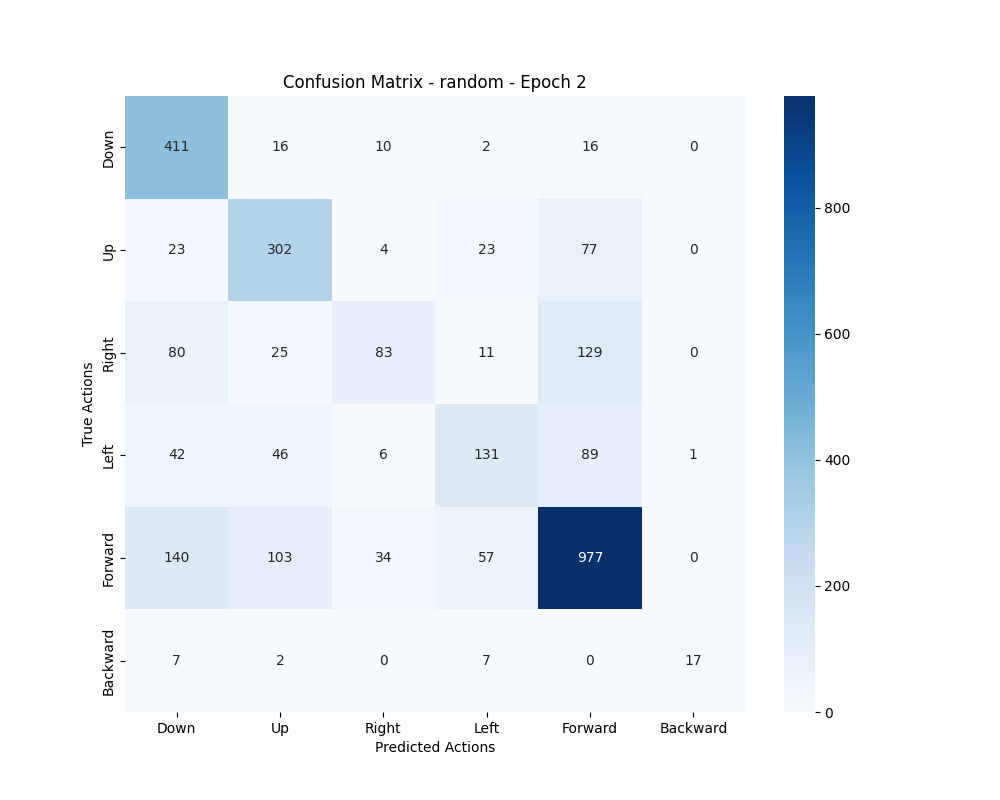 Confusion Matrix - random - Epoch 2
True Actions
Down 411 16 10 2 16 0
Up 23 302 4 23 77 0
Right 80 25 83 11 129 0
Left 42 46 6 131 89 1
Forward 140 103 34 57 977 0
Backward 7 2 0 7 0 17
Down Up Right Left Forward Backward
Predicted Actions
800
600
400
200
0